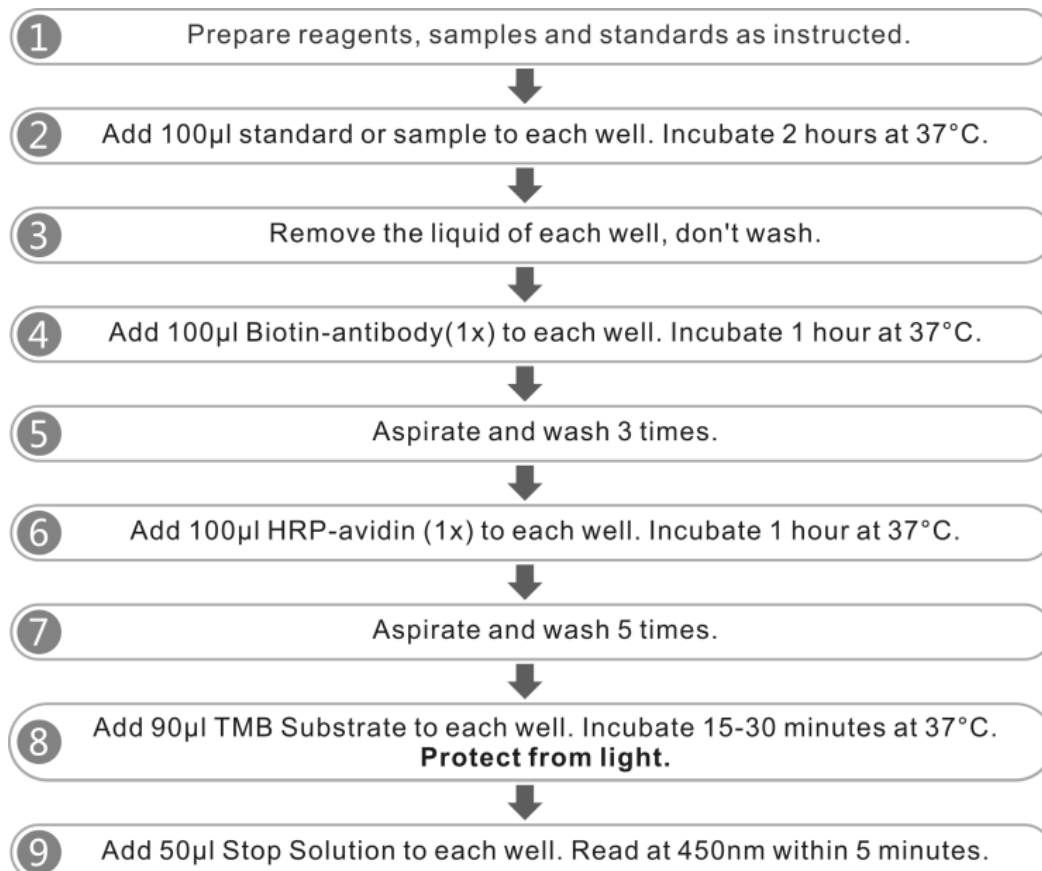 1 Prepare reagents, samples and standards as instructed.
2 Add 100µl standard or sample to each well. Incubate 2 hours at 37°C.
3 Remove the liquid of each well, don't wash.
4 Add 100µl Biotin-antibody(1x) to each well. Incubate 1 hour at 37°C.
5 Aspirate and wash 3 times.
6 Add 100µl HRP-avidin (1x) to each well. Incubate 1 hour at 37°C.
7 Aspirate and wash 5 times.
8 Add 90µl TMB Substrate to each well. Incubate 15-30 minutes at 37°C.
Protect from light.
9 Add 50µl Stop Solution to each well. Read at 450nm within 5 minutes.